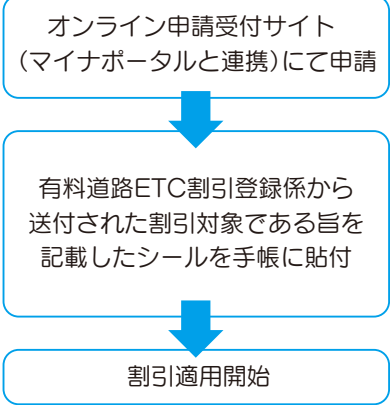 オンライン申請受付サイト
（マイナポータルと連携）にて申請
有料道路ETC割引登録係から
送付された割引対象である旨を
記載したシールを手帳に貼付
割引適用開始